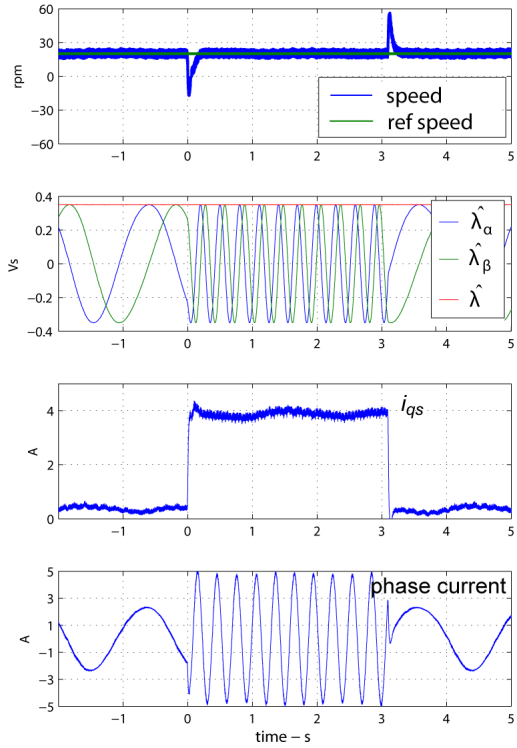 60
30
0
−30
−60
rpm
speed
ref speed
−1 0 1 2 3 4 5
0.4
0.2
0
−0.2
−0.4
Vs
λ̂α
λ̂β
λ̂
−1 0 1 2 3 4 5
4
2
0
A
iqs
−1 0 1 2 3 4 5
5
3
1
−1
−3
−5
A
phase current
−1 0 1 2 3 4 5
time − s